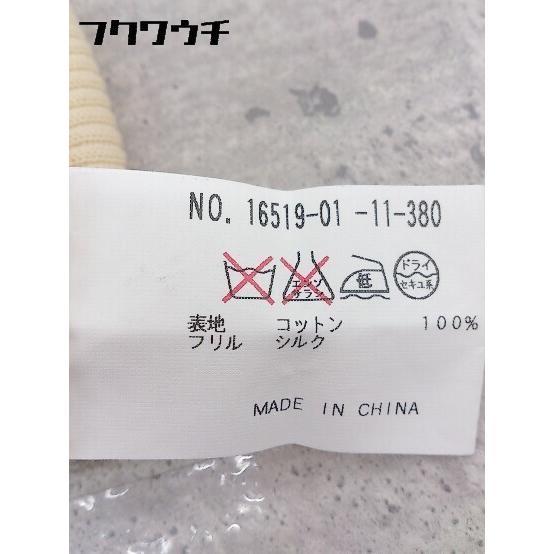 フクワウチ
NO. 16519-01 -11-380
エンソ サラシ 低 ドライ セキユ系
表地 コットン 100%
フリル シルク
MADE IN CHINA